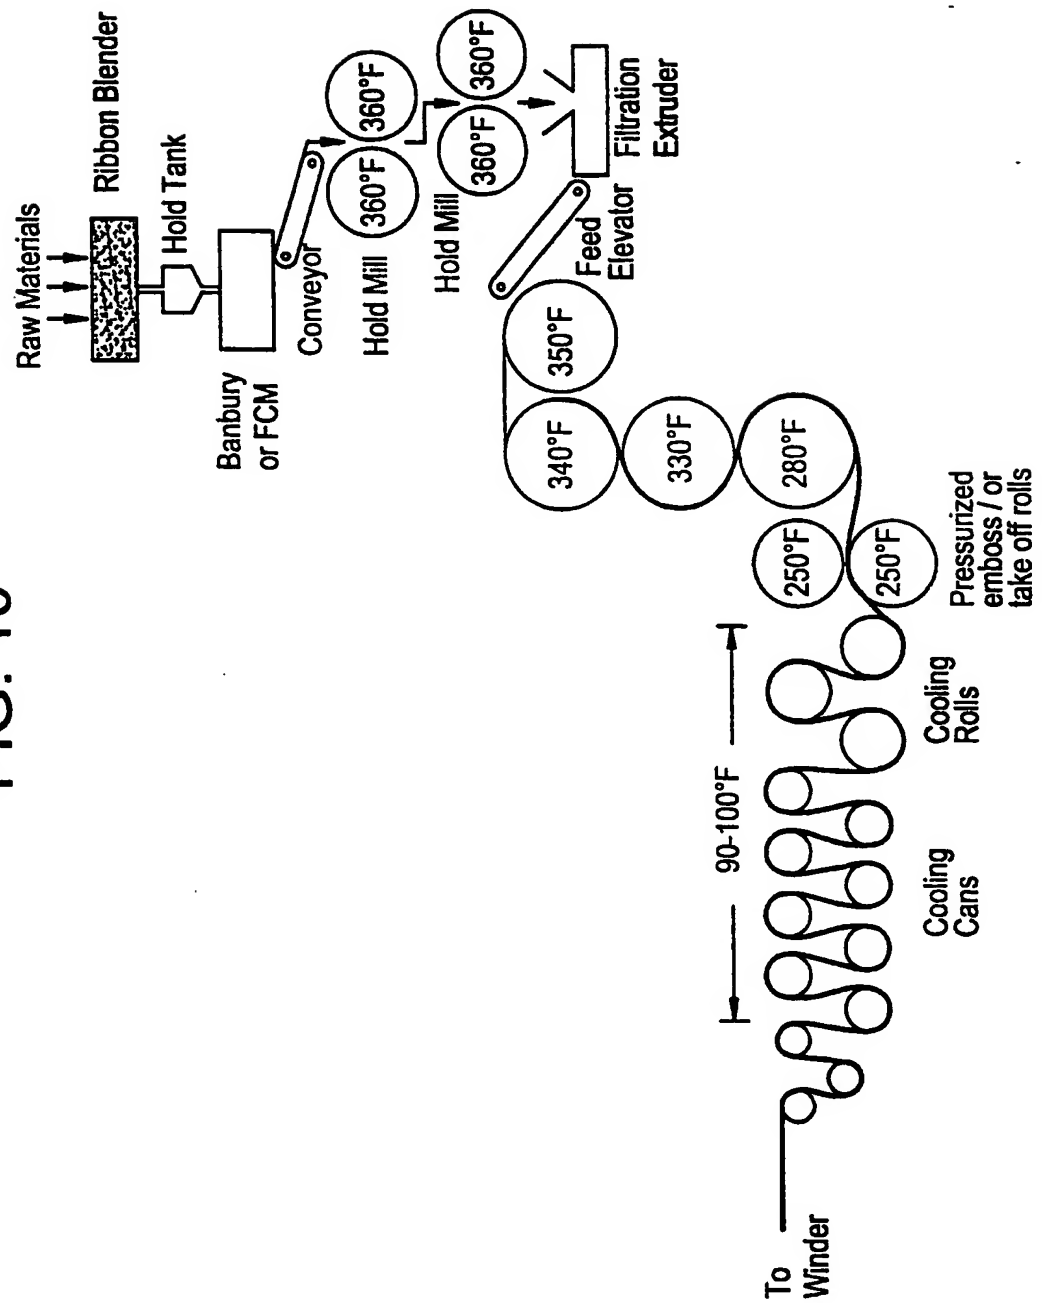 Raw Materials
Ribbon Blender
Hold Tank
Banbury
or FCM
Conveyor
Hold Mill
360°F
360°F
Hold Mill
360°F
360°F
Filtration
Extruder
Feed
Elevator
350°F
340°F
330°F
280°F
250°F
250°F
Pressurized
emboss / or
take off rolls
90-100°F
Cooling
Rolls
Cooling
Cans
To
Winder